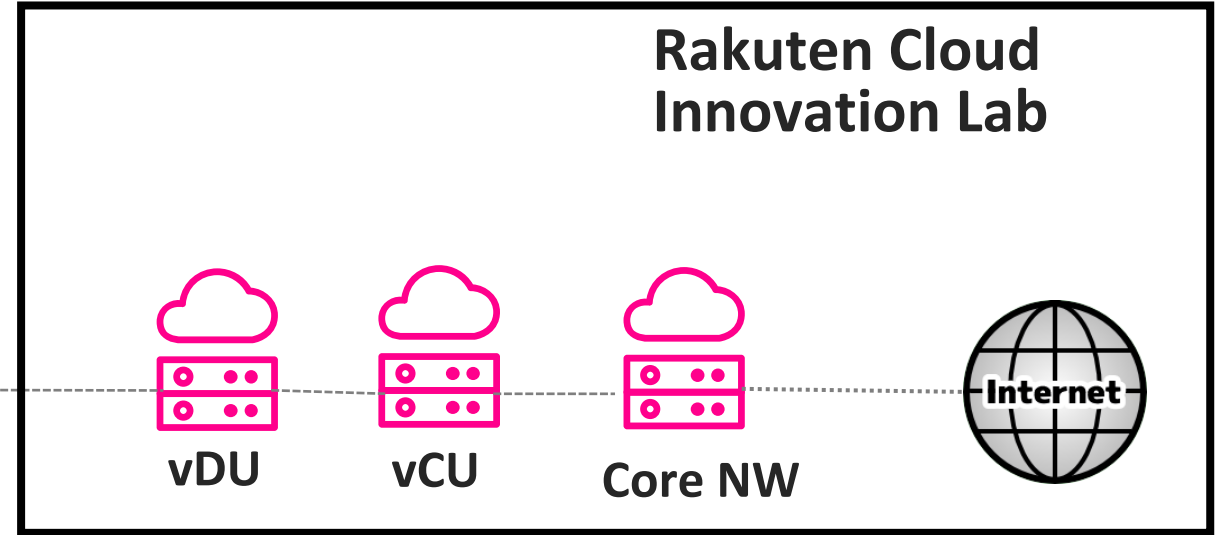 Rakuten Cloud
Innovation Lab
Internet
vDU
vCU
Core NW